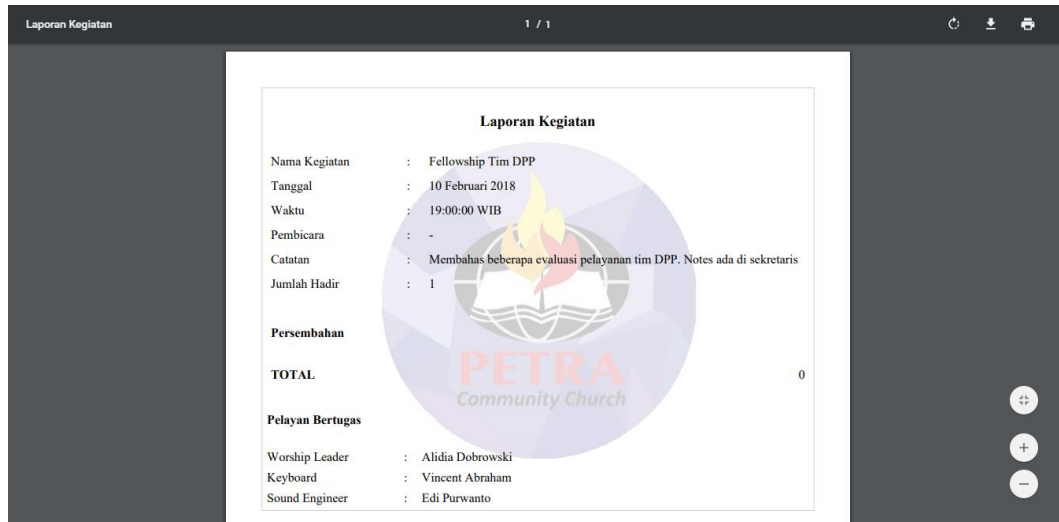 Laporan Kegiatan 1 / 1
Laporan Kegiatan
Nama Kegiatan : Fellowship Tim DPP
Tanggal : 10 Februari 2018
Waktu : 19:00:00 WIB
Pembicara : -
Catatan : Membahas beberapa evaluasi pelayanan tim DPP. Notes ada di sekretaris
Jumlah Hadir : 1
Persembahan
TOTAL 0
PETRA
Community Church
Pelayan Bertugas
Worship Leader : Alidia Dobrowski
Keyboard : Vincent Abraham
Sound Engineer : Edi Purwanto